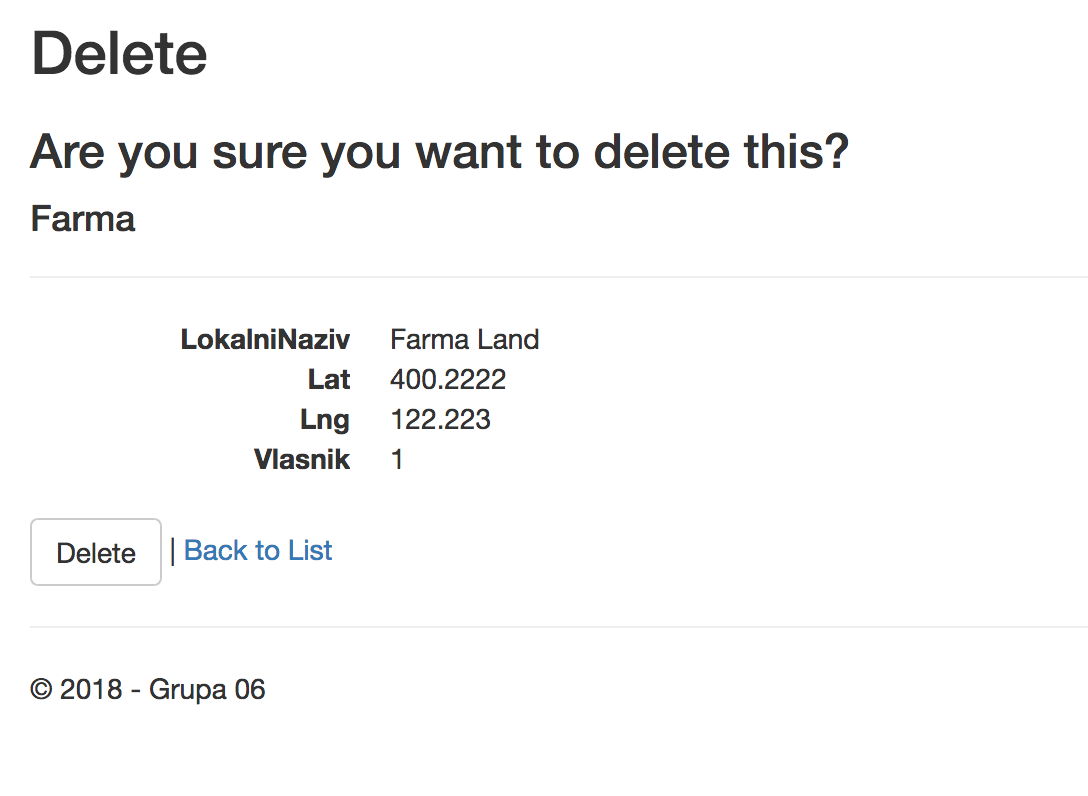 Delete
Are you sure you want to delete this?
Farma
LokalniNaziv Farma Land
Lat 400.2222
Lng 122.223
Vlasnik 1
Delete | Back to List
© 2018 - Grupa 06